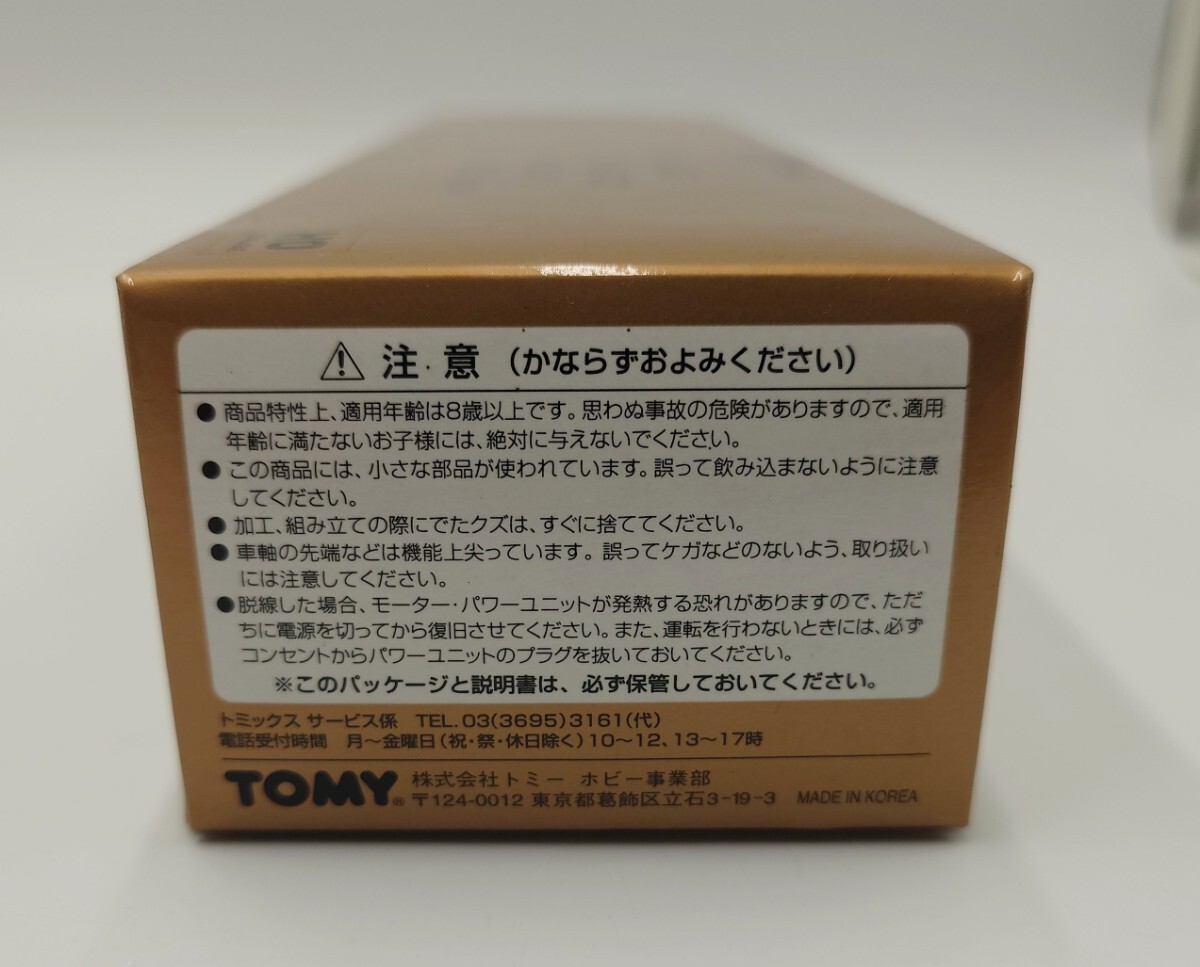 ⚠ 注・意 (かならずおよみください)
●商品特性上、適用年齢は8歳以上です。思わぬ事故の危険がありますので、適用
年齢に満たないお子様には、絶対に与えないでください。
●この商品には、小さな部品が使われています。誤って飲み込まないように注意
してください。
●加工、組み立ての際にでたクズは、すぐに捨ててください。
●車軸の先端などは機能上尖っています。誤ってケガなどのないよう、取り扱い
には注意してください。
●脱線した場合、モーター・パワーユニットが発熱する恐れがありますので、ただ
ちに電源を切ってから復旧させてください。また、運転を行わないときには、必ず
コンセントからパワーユニットのプラグを抜いておいてください。
※このパッケージと説明書は、必ず保管しておいてください。
トミックス サービス係 TEL.03(3695)3161(代)
電話受付時間 月〜金曜日(祝・祭・休日除く)10〜12、13〜17時
TOMY® 株式会社トミー ホビー事業部
〒124-0012 東京都葛飾区立石3-19-3 MADE IN KOREA